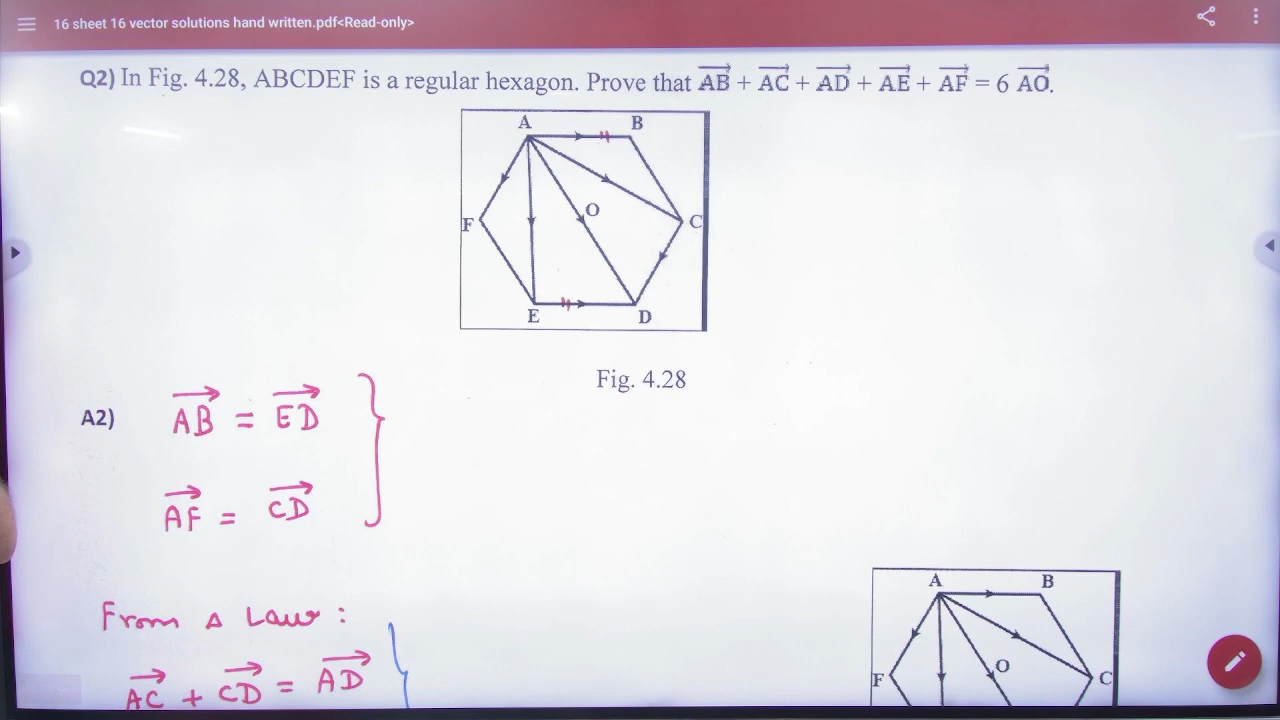 16 sheet 16 vector solutions hand written.pdf<Read-only>
Q2) In Fig. 4.28, ABCDEF is a regular hexagon. Prove that AB + AC + AD + AE + AF = 6 AO.
A B
O
F C
E D
Fig. 4.28
A2) AB = ED
AF = CD
From Δ Law :
AC + CD = AD
A B
O
F C